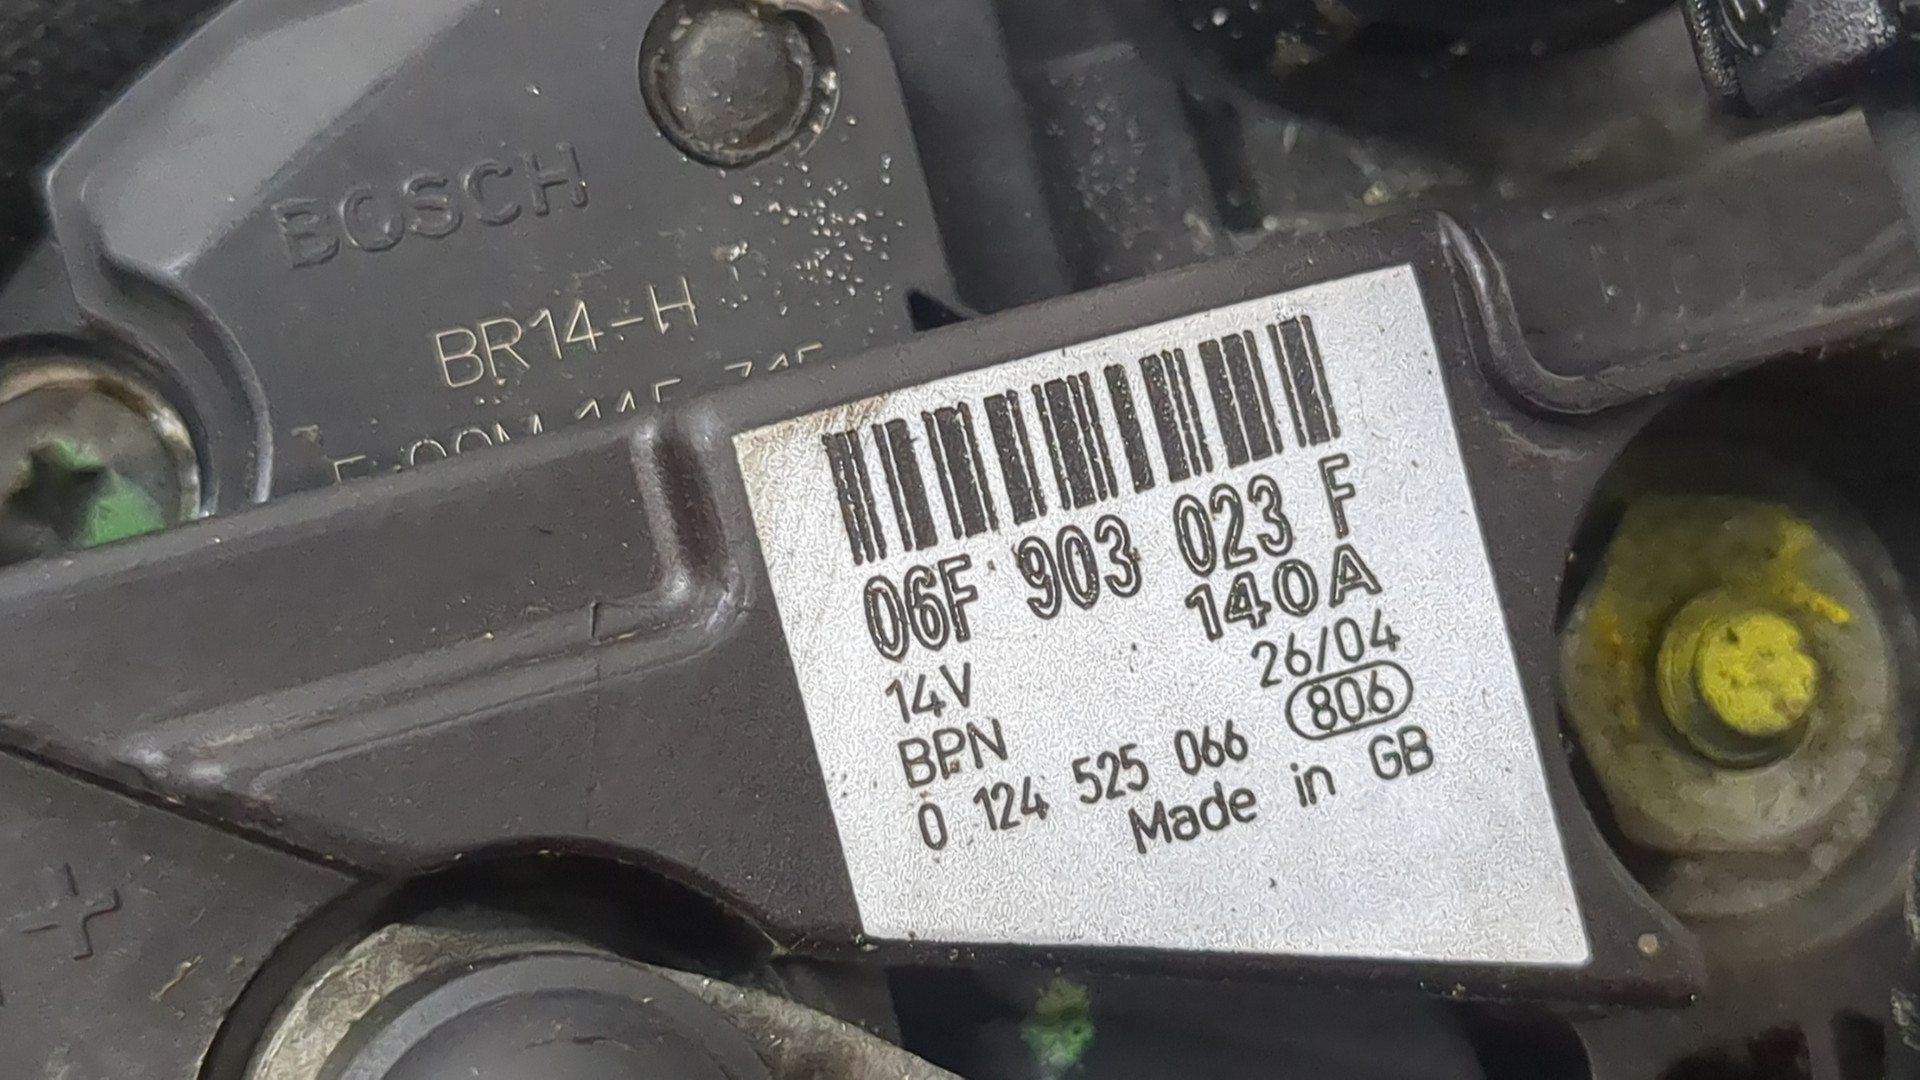 BOSCH
BR14-H
06F 903 023 F
14V 140A
BPN 26/04
806
0 124 525 066
Made in GB
+